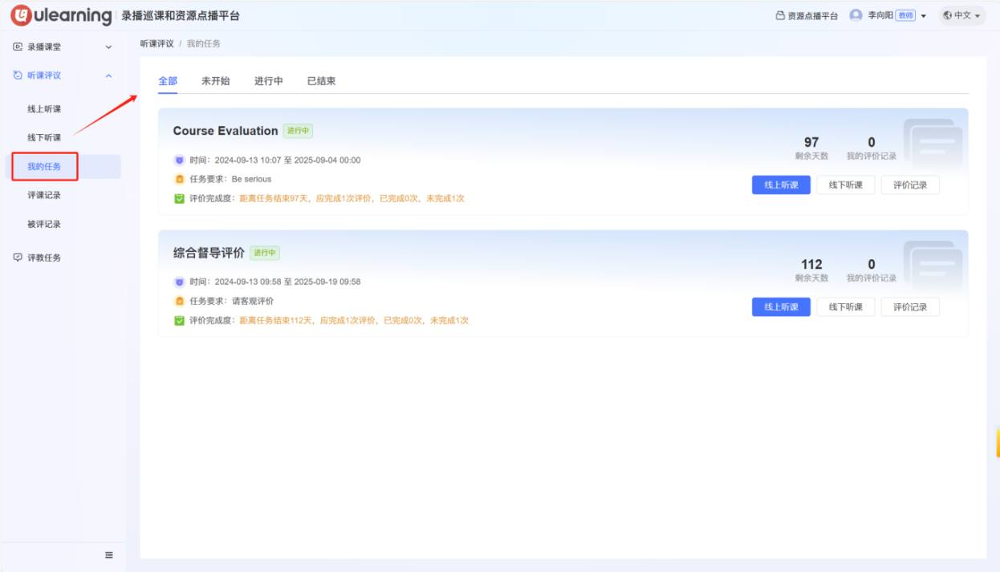 ulearning 录播巡课和资源点播平台 资源点播平台 李向阳 教师 中文
录播课堂
听课评议
线上听课
线下听课
我的任务
评课记录
被评记录
评教任务
听课评议 / 我的任务
全部 未开始 进行中 已结束
Course Evaluation 进行中
时间：2024-09-13 10:07 至 2025-09-04 00:00
任务要求：Be serious
评价完成度：距离任务结束97天，应完成1次评价，已完成0次，未完成1次
97 0
剩余天数 我的评价记录
线上听课 线下听课 评价记录
综合督导评价 进行中
时间：2024-09-13 09:58 至 2025-09-19 09:58
任务要求：请客观评价
评价完成度：距离任务结束112天，应完成1次评价，已完成0次，未完成1次
112 0
剩余天数 我的评价记录
线上听课 线下听课 评价记录